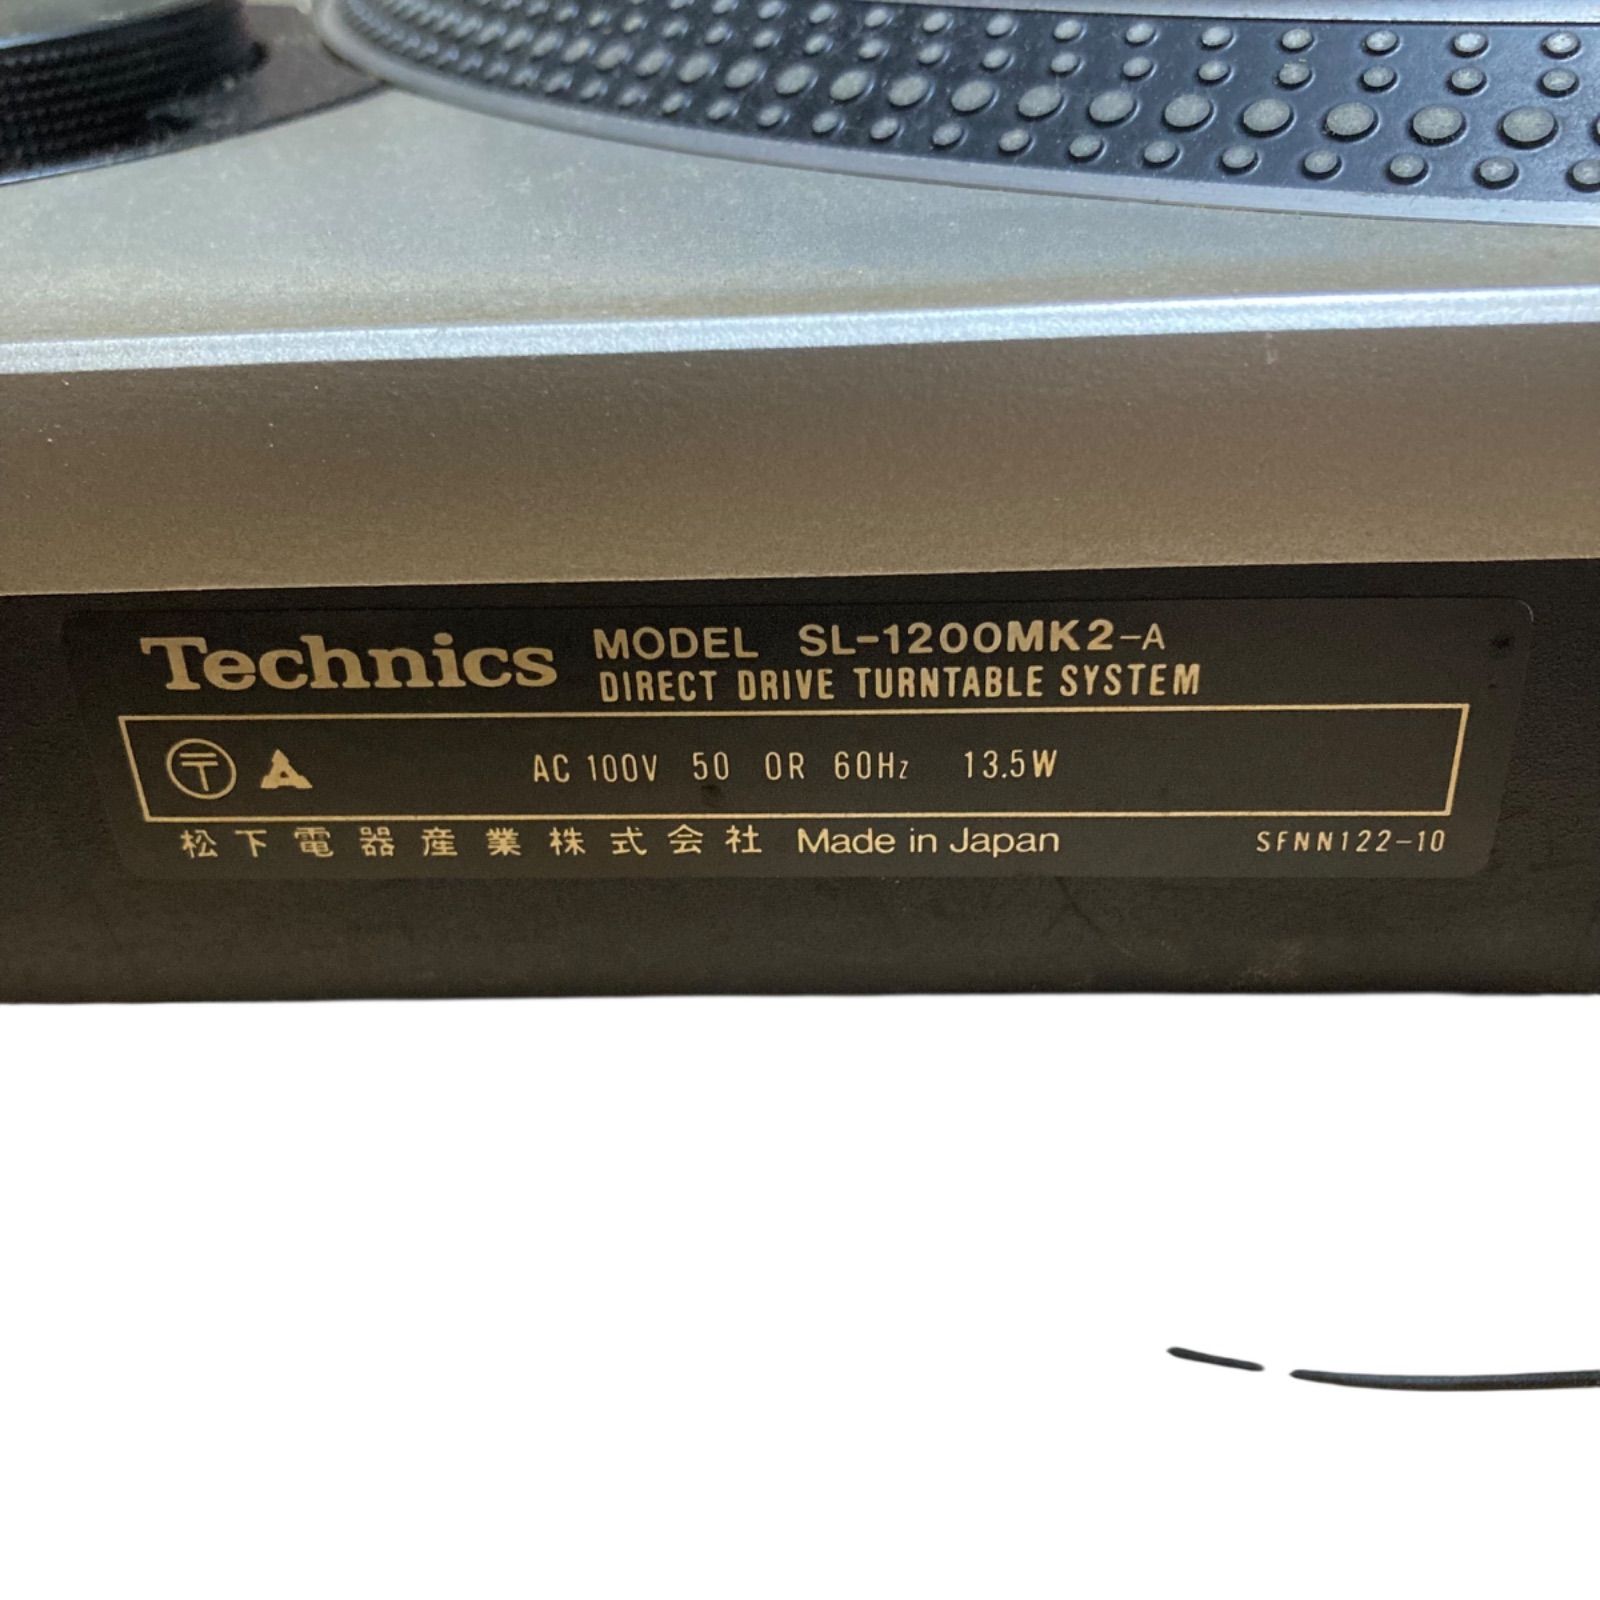 Technics MODEL SL-1200MK2-A
DIRECT DRIVE TURNTABLE SYSTEM
〶 A AC 100V 50 OR 60Hz 13.5W
松下電器産業株式会社 Made in Japan SFNN122-10